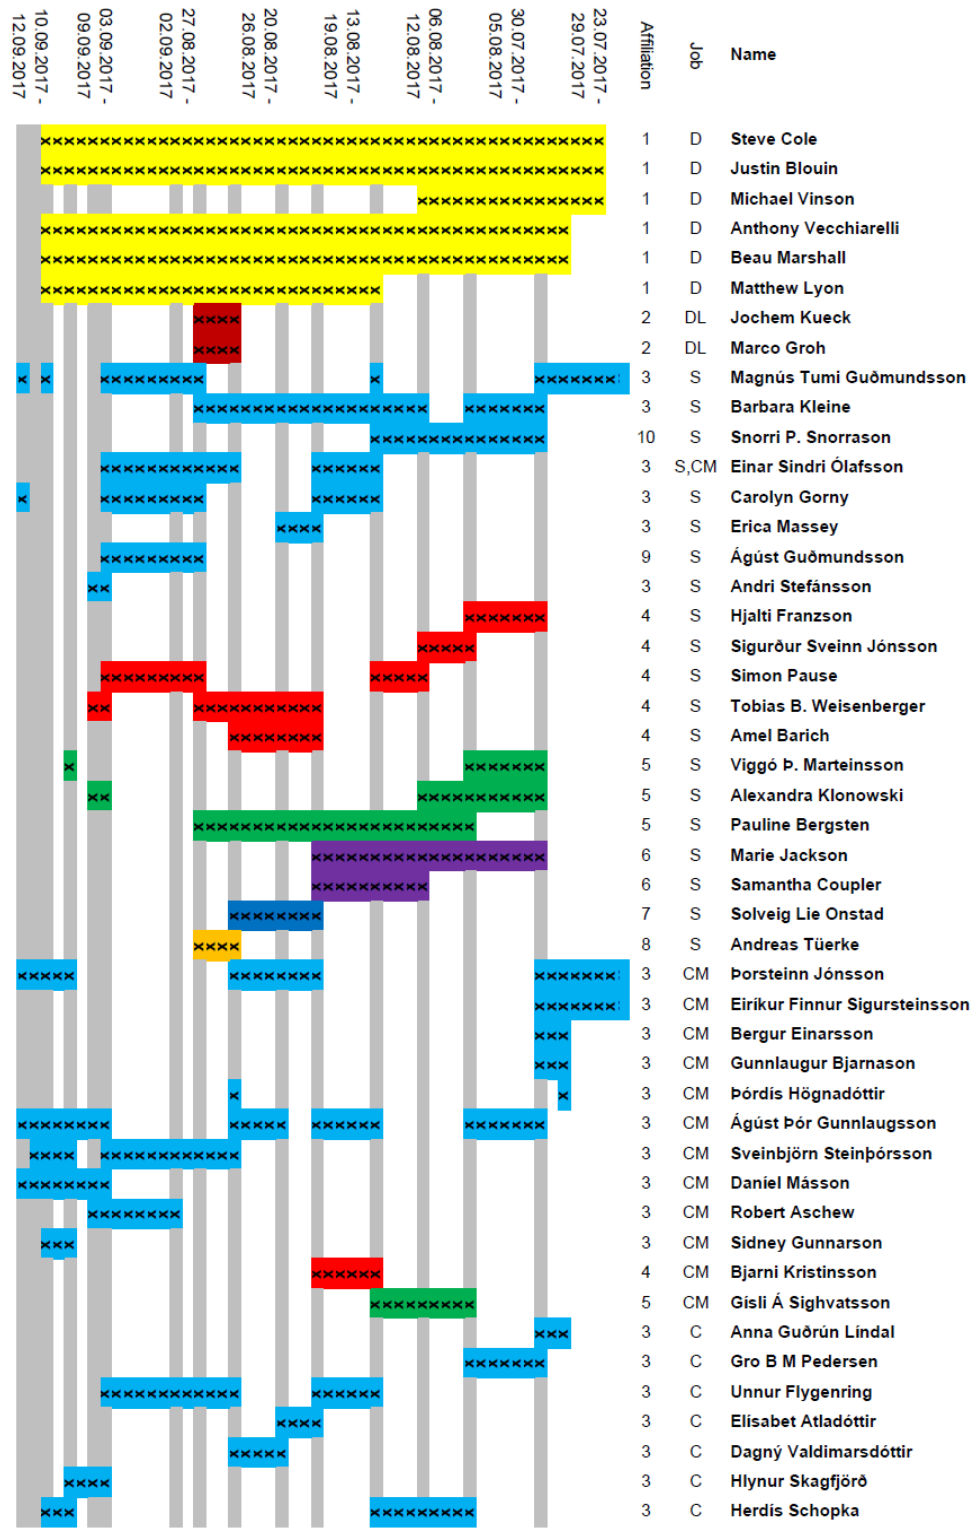 12.09.2017 10.09.2017 -
09.09.2017 03.09.2017 -
02.09.2017 27.08.2017 -
26.08.2017 20.08.2017 -
19.08.2017 13.08.2017 -
12.08.2017 06.08.2017 -
05.08.2017 30.07.2017 -
29.07.2017 23.07.2017 -
Affiliation Job Name
1 D Steve Cole
1 D Justin Blouin
1 D Michael Vinson
1 D Anthony Vecchiarelli
1 D Beau Marshall
1 D Matthew Lyon
2 DL Jochem Kueck
2 DL Marco Groh
3 S Magnús Tumi Guðmundsson
3 S Barbara Kleine
10 S Snorri P. Snorrason
3 S,CM Einar Sindri Ólafsson
3 S Carolyn Gorny
3 S Erica Massey
9 S Ágúst Guðmundsson
3 S Andri Stefánsson
4 S Hjalti Franzson
4 S Sigurður Sveinn Jónsson
4 S Simon Pause
4 S Tobias B. Weisenberger
4 S Amel Barich
5 S Viggó Þ. Marteinsson
5 S Alexandra Klonowski
5 S Pauline Bergsten
6 S Marie Jackson
6 S Samantha Coupler
7 S Solveig Lie Onstad
8 S Andreas Tüerke
3 CM Þorsteinn Jónsson
3 CM Eiríkur Finnur Sigursteinsson
3 CM Bergur Einarsson
3 CM Gunnlaugur Bjarnason
3 CM Þórdís Högnadóttir
3 CM Ágúst Þór Gunnlaugsson
3 CM Sveinbjörn Steinþórsson
3 CM Daníel Másson
3 CM Robert Aschew
3 CM Sidney Gunnarson
4 CM Bjarni Kristinsson
5 CM Gísli Á Sighvatsson
3 C Anna Guðrún Líndal
3 C Gro B M Pedersen
3 C Unnur Flygenring
3 C Elísabet Atladóttir
3 C Dagný Valdimarsdóttir
3 C Hlynur Skagfjörð
3 C Herdís Schopka